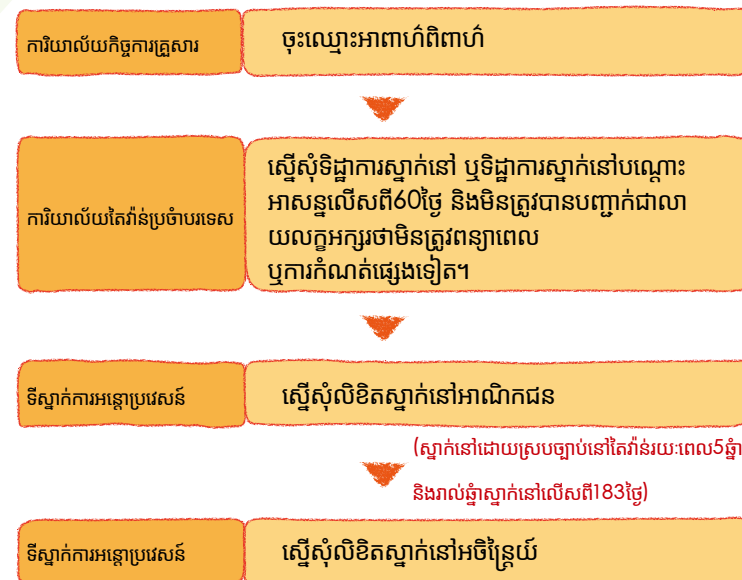 ការិយាល័យកិច្ចការគ្រួសារ
ចុះឈ្មោះអាពាហ៍ពិពាហ៍
ការិយាល័យតៃវ៉ាន់ប្រចំាបរទេស
ស្នើសុំទិដ្ឋាការស្នាក់នៅ ឬទិដ្ឋាការស្នាក់នៅបណ្តោះ
អាសន្នលើសពី60ថ្ងៃ និងមិនត្រូវបានបញ្ជាក់ជាលា
យលក្ខអក្សរថាមិនត្រូវពន្យាពេល
ឬការកំណត់ផ្សេងទៀត។
ទីស្នាក់ការអន្តោប្រវេសន៍
ស្នើសុំលិខិតស្នាក់នៅអាណិកជន
(ស្នាក់នៅដោយស្របច្បាប់នៅតៃវ៉ាន់រយៈពេល5ឆ្នំា
និងរាល់ឆ្នំាស្នាក់នៅលើសពី183ថ្ងៃ)
ទីស្នាក់ការអន្តោប្រវេសន៍
ស្នើសុំលិខិតស្នាក់នៅអចិន្ត្រៃយ៍